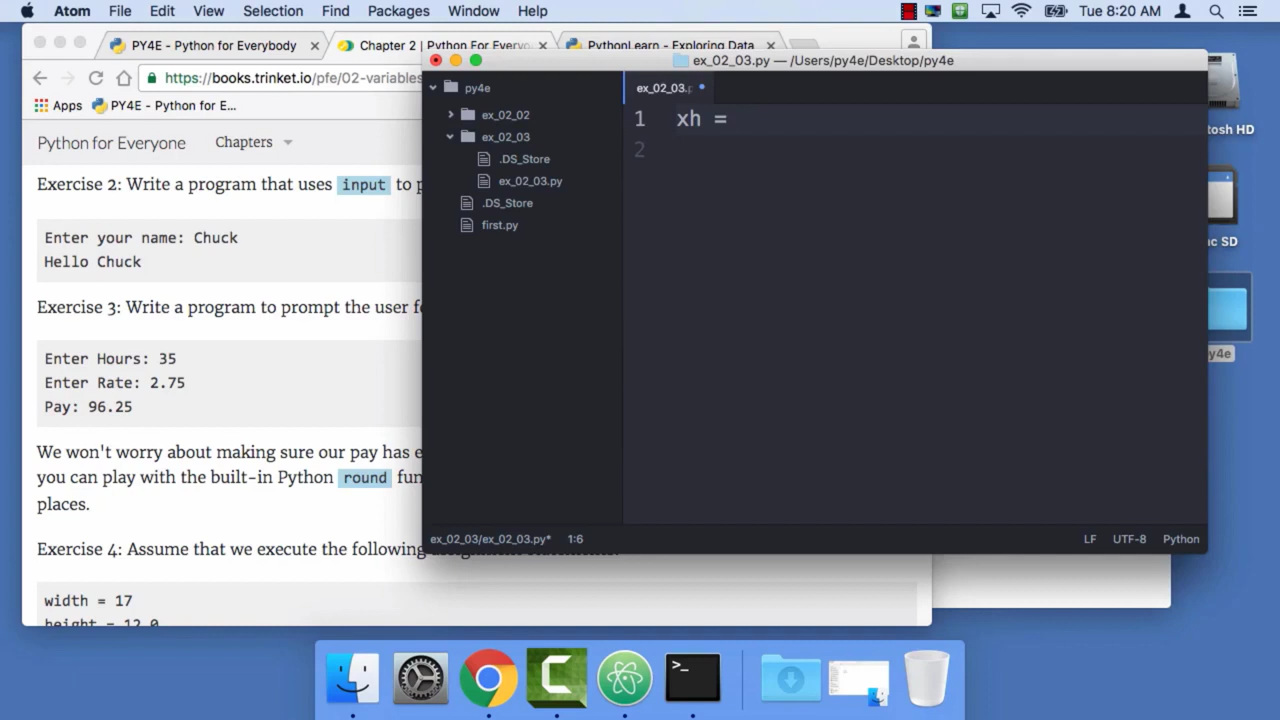 Atom File Edit View Selection Find Packages Window Help Tue 8:20 AM
PY4E - Python for Everybody
Chapter 2 | Python For Everyo
PythonLearn - Exploring Data
https://books.trinket.io/pfe/02-variables
Apps PY4E - Python for E...
Python for Everyone Chapters
Exercise 2: Write a program that uses input to p
Enter your name: Chuck
Hello Chuck
Exercise 3: Write a program to prompt the user fo
Enter Hours: 35
Enter Rate: 2.75
Pay: 96.25
We won't worry about making sure our pay has e
you can play with the built-in Python round fun
places.
Exercise 4: Assume that we execute the following
width = 17
height = 12.0
ex_02_03.py — /Users/py4e/Desktop/py4e
py4e
ex_02_02
ex_02_03
.DS_Store
ex_02_03.py
.DS_Store
first.py
ex_02_03.p
1 xh =
2
ex_02_03/ex_02_03.py* 1:6 LF UTF-8 Python
tosh HD
ac SD
py4e